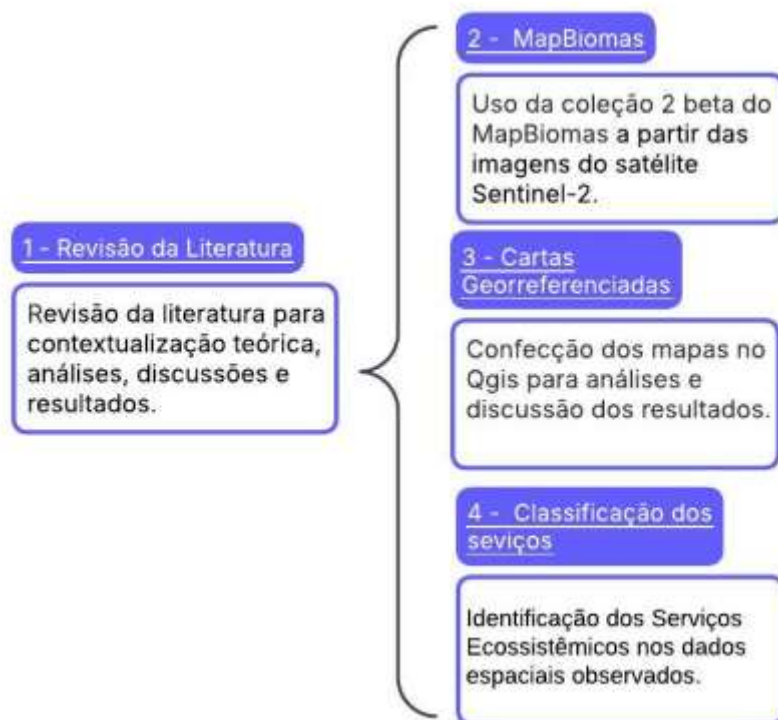 1 - Revisão da Literatura
Revisão da literatura para
contextualização teórica,
análises, discussões e
resultados.
2 - MapBiomas
Uso da coleção 2 beta do
MapBiomas a partir das
imagens do satélite
Sentinel-2.
3 - Cartas
Georreferenciadas
Confecção dos mapas no
Qgis para análises e
discussão dos resultados.
4 - Classificação dos
seviços
Identificação dos Serviços
Ecossistêmicos nos dados
espaciais observados.